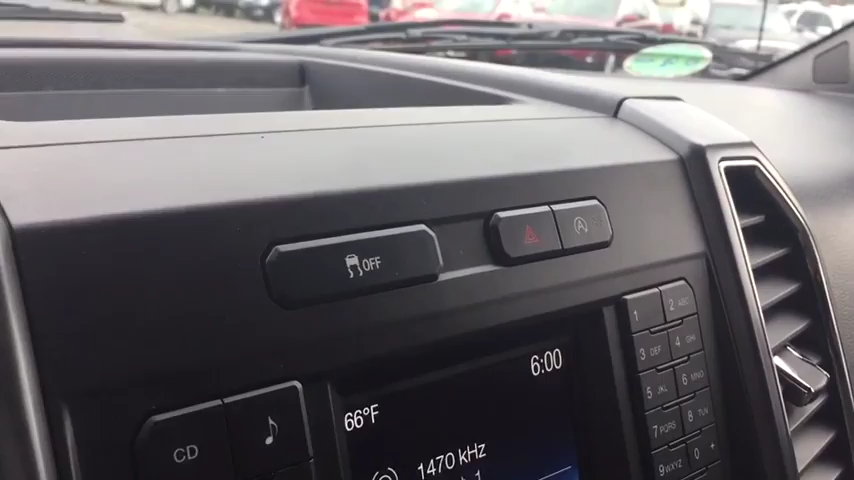 OFF
A
6:00
66°F
1470 kHz
CD
1
2 ABC
3 DEF
4 GHI
5 JKL
6 MNO
7 PQRS
8 TUV
9 WXYZ
0 +